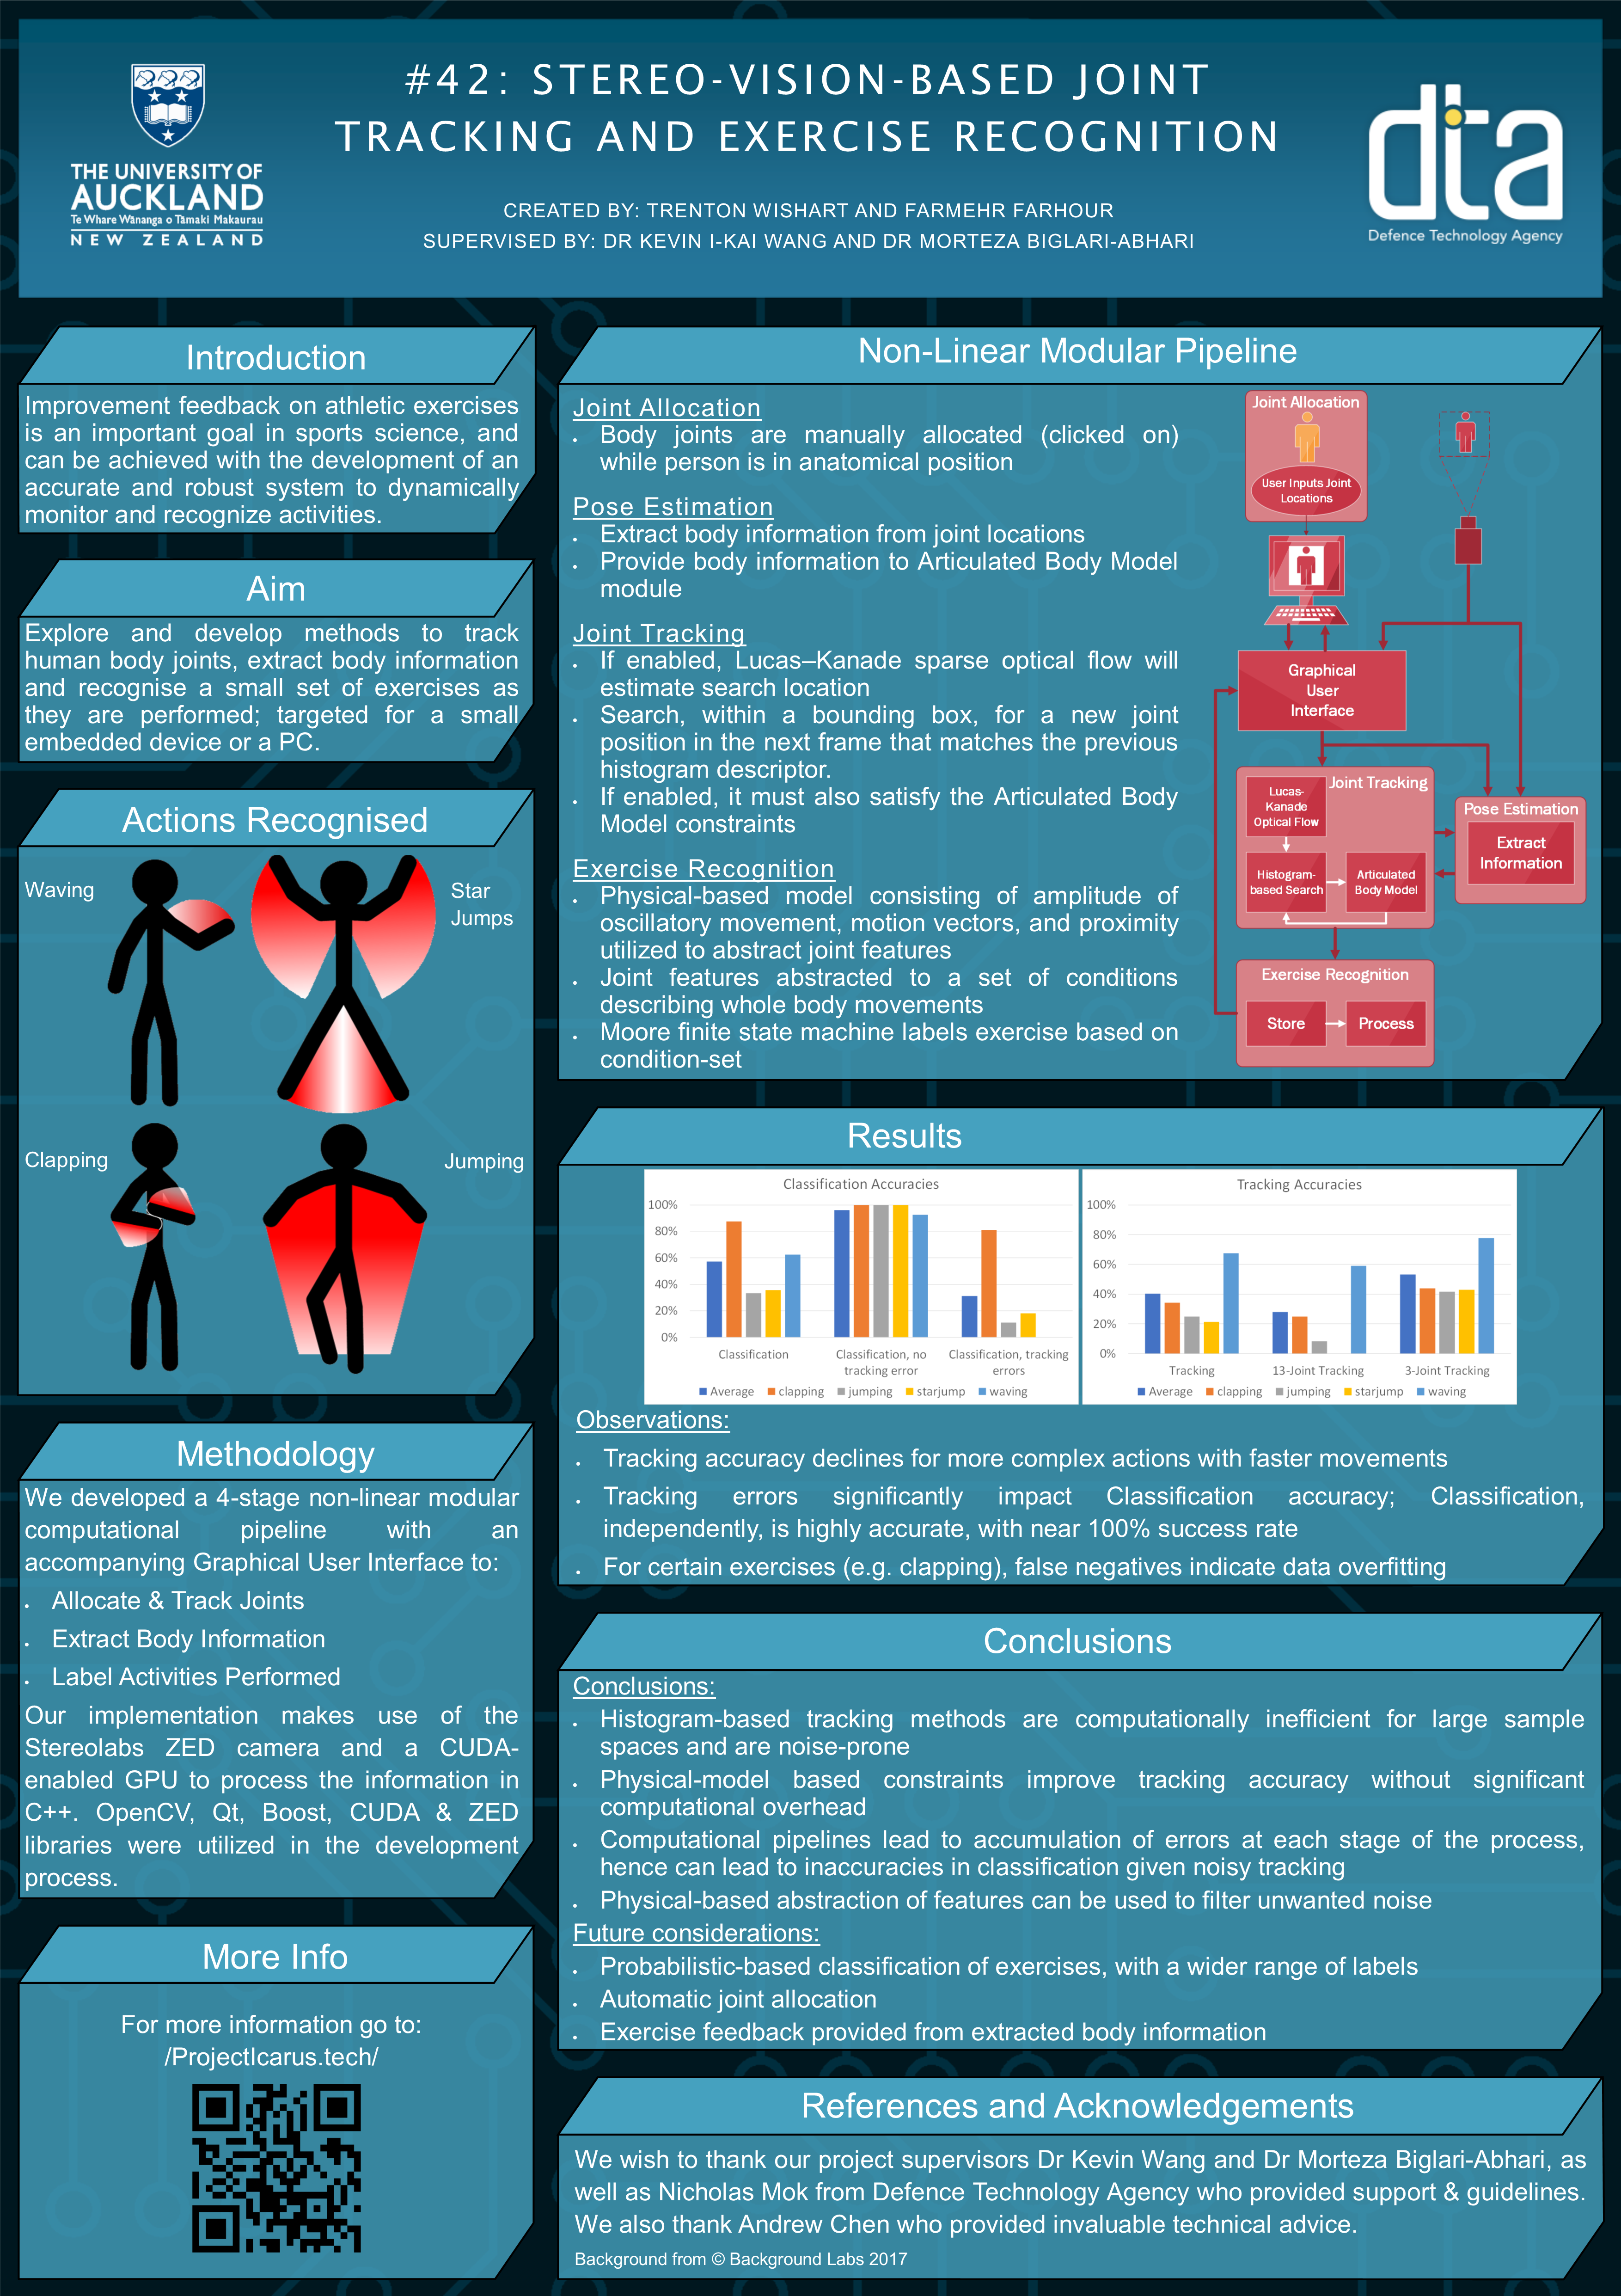 THE UNIVERSITY OF
AUCKLAND
Te Whare Wānanga o Tāmaki Makaurau
NEW ZEALAND
#42: STEREO-VISION-BASED JOINT
TRACKING AND EXERCISE RECOGNITION
CREATED BY: TRENTON WISHART AND FARMEHR FARHOUR
SUPERVISED BY: DR KEVIN I-KAI WANG AND DR MORTEZA BIGLARI-ABHARI
dta
Defence Technology Agency
Introduction
Improvement feedback on athletic exercises
is an important goal in sports science, and
can be achieved with the development of an
accurate and robust system to dynamically
monitor and recognize activities.
Aim
Explore and develop methods to track
human body joints, extract body information
and recognise a small set of exercises as
they are performed; targeted for a small
embedded device or a PC.
Actions Recognised
Waving
Star
Jumps
Clapping
Jumping
Methodology
We developed a 4-stage non-linear modular
computational pipeline with an
accompanying Graphical User Interface to:
• Allocate & Track Joints
• Extract Body Information
• Label Activities Performed
Our implementation makes use of the
Stereolabs ZED camera and a CUDA-
enabled GPU to process the information in
C++. OpenCV, Qt, Boost, CUDA & ZED
libraries were utilized in the development
process.
More Info
For more information go to:
/ProjectIcarus.tech/
Non-Linear Modular Pipeline
Joint Allocation
• Body joints are manually allocated (clicked on)
while person is in anatomical position
Pose Estimation
• Extract body information from joint locations
• Provide body information to Articulated Body Model
module
Joint Tracking
• If enabled, Lucas–Kanade sparse optical flow will
estimate search location
• Search, within a bounding box, for a new joint
position in the next frame that matches the previous
histogram descriptor.
• If enabled, it must also satisfy the Articulated Body
Model constraints
Exercise Recognition
• Physical-based model consisting of amplitude of
oscillatory movement, motion vectors, and proximity
utilized to abstract joint features
• Joint features abstracted to a set of conditions
describing whole body movements
• Moore finite state machine labels exercise based on
condition-set
Joint Allocation
User Inputs Joint
Locations
Graphical
User
Interface
Joint Tracking
Lucas-
Kanade
Optical Flow
Histogram-
based Search
Articulated
Body Model
Pose Estimation
Extract
Information
Exercise Recognition
Store
Process
Results
Classification Accuracies
100%
80%
60%
40%
20%
0%
Classification
Classification, no
tracking error
Classification, tracking
errors
Average clapping jumping starjump waving
Tracking Accuracies
100%
80%
60%
40%
20%
0%
Tracking
13-Joint Tracking
3-Joint Tracking
Average clapping jumping starjump waving
Observations:
• Tracking accuracy declines for more complex actions with faster movements
• Tracking errors significantly impact Classification accuracy; Classification,
independently, is highly accurate, with near 100% success rate
• For certain exercises (e.g. clapping), false negatives indicate data overfitting
Conclusions
Conclusions:
• Histogram-based tracking methods are computationally inefficient for large sample
spaces and are noise-prone
• Physical-model based constraints improve tracking accuracy without significant
computational overhead
• Computational pipelines lead to accumulation of errors at each stage of the process,
hence can lead to inaccuracies in classification given noisy tracking
• Physical-based abstraction of features can be used to filter unwanted noise
Future considerations:
• Probabilistic-based classification of exercises, with a wider range of labels
• Automatic joint allocation
• Exercise feedback provided from extracted body information
References and Acknowledgements
We wish to thank our project supervisors Dr Kevin Wang and Dr Morteza Biglari-Abhari, as
well as Nicholas Mok from Defence Technology Agency who provided support & guidelines.
We also thank Andrew Chen who provided invaluable technical advice.
Background from © Background Labs 2017